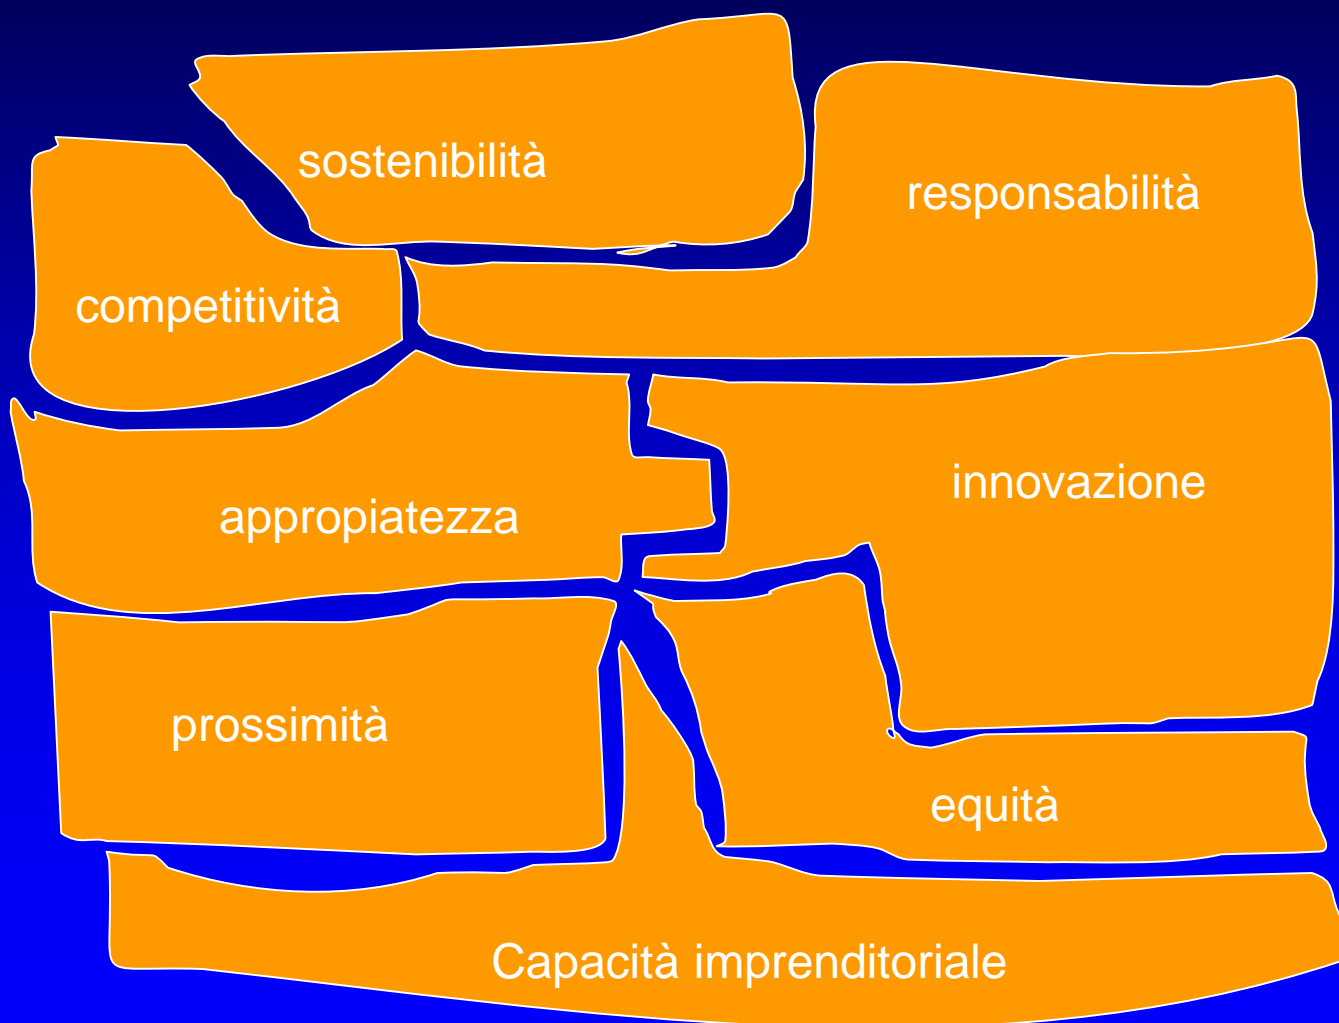 sostenibilità
responsabilità
competitività
innovazione
appropiatezza
prossimità
equità
Capacità imprenditoriale